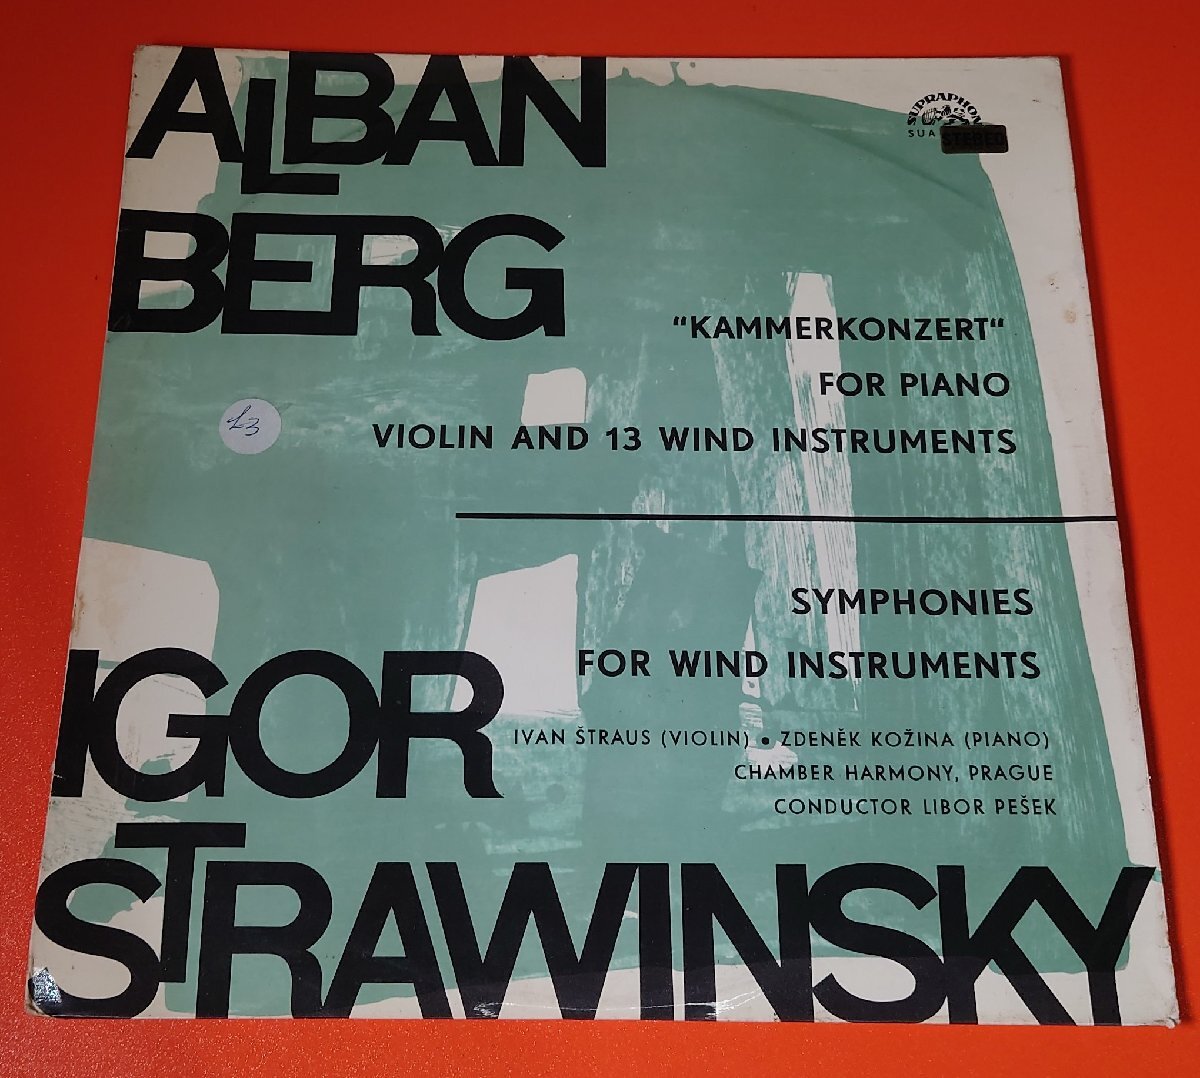 ALBAN
BERG
SUPRAPHON
SUA
STEREO
"KAMMERKONZERT“
FOR PIANO
VIOLIN AND 13 WIND INSTRUMENTS
£3
SYMPHONIES
FOR WIND INSTRUMENTS
IGOR
IVAN ŠTRAUS (VIOLIN) • ZDENĚK KOŽINA (PIANO)
CHAMBER HARMONY, PRAGUE
CONDUCTOR LIBOR PEŠEK
STRAWINSKY